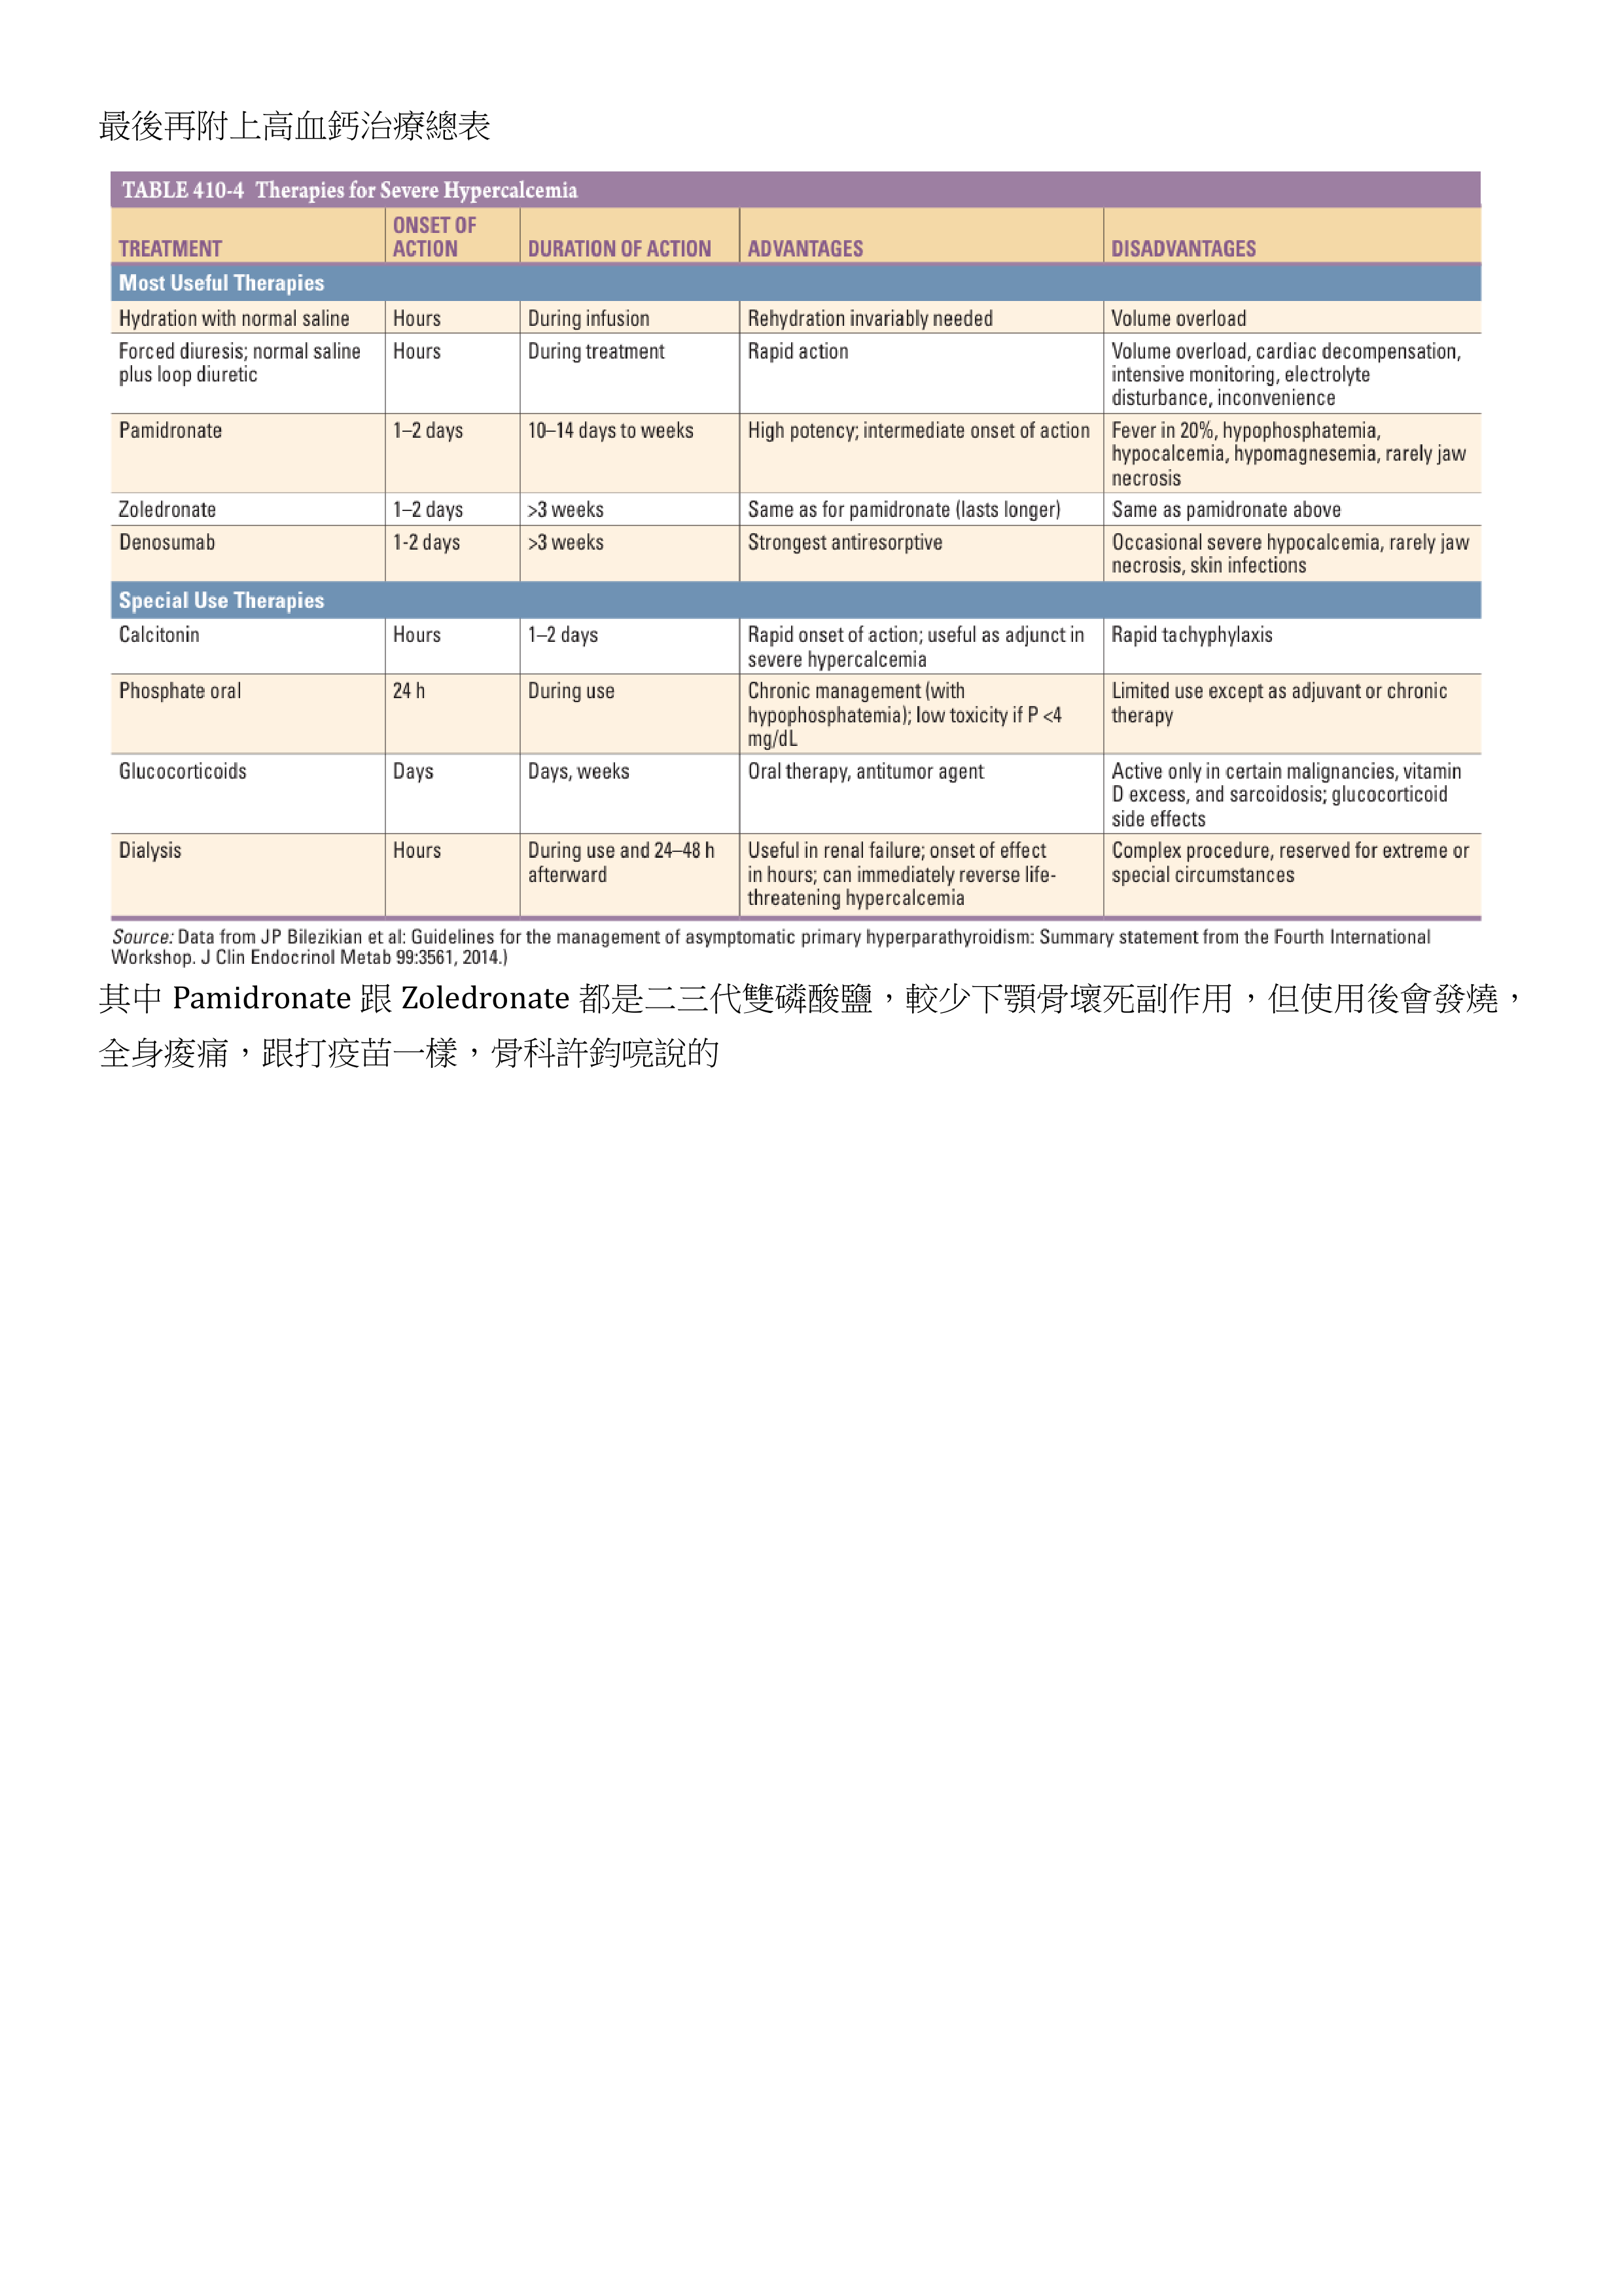 最後再附上高血鈣治療總表
TABLE 410-4 Therapies for Severe Hypercalcemia
TREATMENT ONSET OF ACTION DURATION OF ACTION ADVANTAGES DISADVANTAGES
Most Useful Therapies
Hydration with normal saline Hours During infusion Rehydration invariably needed Volume overload
Forced diuresis; normal saline plus loop diuretic Hours During treatment Rapid action Volume overload, cardiac decompensation, intensive monitoring, electrolyte disturbance, inconvenience
Pamidronate 1–2 days 10–14 days to weeks High potency; intermediate onset of action Fever in 20%, hypophosphatemia, hypocalcemia, hypomagnesemia, rarely jaw necrosis
Zoledronate 1–2 days >3 weeks Same as for pamidronate (lasts longer) Same as pamidronate above
Denosumab 1-2 days >3 weeks Strongest antiresorptive Occasional severe hypocalcemia, rarely jaw necrosis, skin infections
Special Use Therapies
Calcitonin Hours 1–2 days Rapid onset of action; useful as adjunct in severe hypercalcemia Rapid tachyphylaxis
Phosphate oral 24 h During use Chronic management (with hypophosphatemia); low toxicity if P <4 mg/dL Limited use except as adjuvant or chronic therapy
Glucocorticoids Days Days, weeks Oral therapy, antitumor agent Active only in certain malignancies, vitamin D excess, and sarcoidosis; glucocorticoid side effects
Dialysis Hours During use and 24–48 h afterward Useful in renal failure; onset of effect in hours; can immediately reverse life-threatening hypercalcemia Complex procedure, reserved for extreme or special circumstances
Source: Data from JP Bilezikian et al: Guidelines for the management of asymptomatic primary hyperparathyroidism: Summary statement from the Fourth International
Workshop. J Clin Endocrinol Metab 99:3561, 2014.)
其中 Pamidronate 跟 Zoledronate 都是二三代雙磷酸鹽，較少下顎骨壞死副作用，但使用後會發燒，
全身痠痛，跟打疫苗一樣，骨科許鈞喨說的